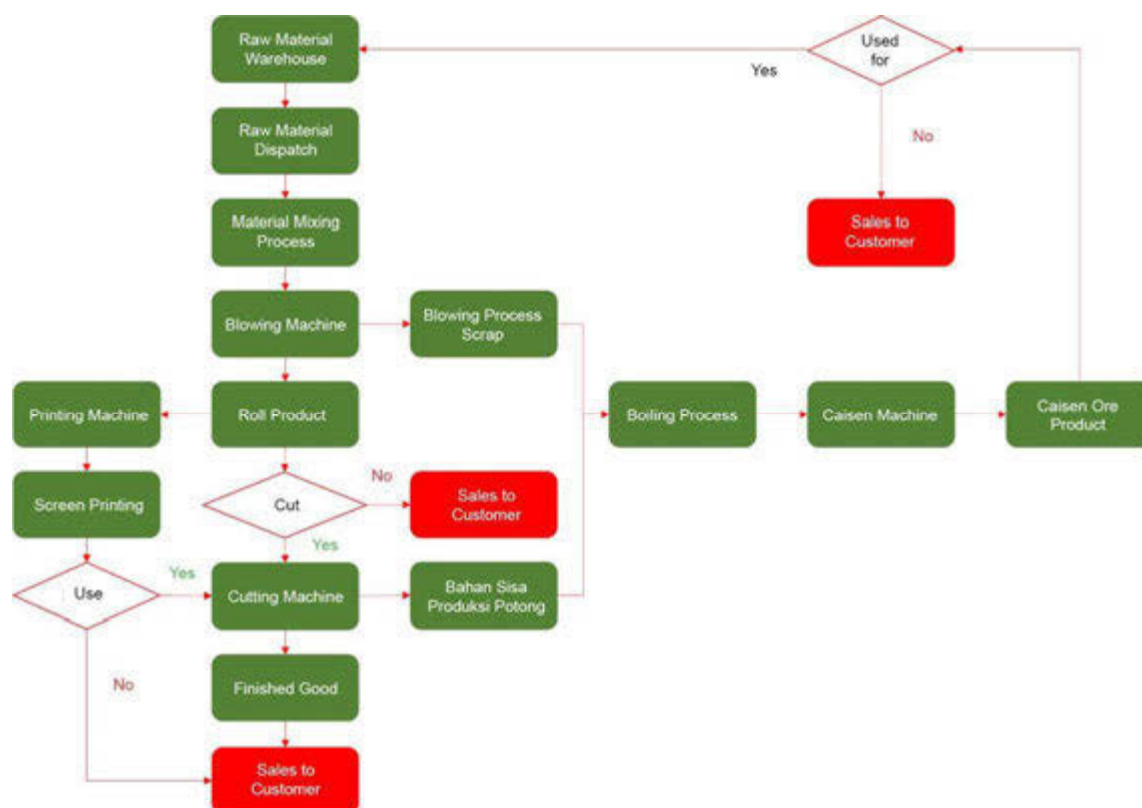 Raw Material
Warehouse
Used
for
Yes
Raw Material
Dispatch
No
Material Mixing
Process
Sales to
Customer
Blowing Machine
Blowing Process
Scrap
Printing Machine
Roll Product
Boiling Process
Caisen Machine
Caisen Ore
Product
Screen Printing
Cut
No
Sales to
Customer
Yes
Use
Yes
Cutting Machine
Bahan Sisa
Produksi Potong
No
Finished Good
Sales to
Customer